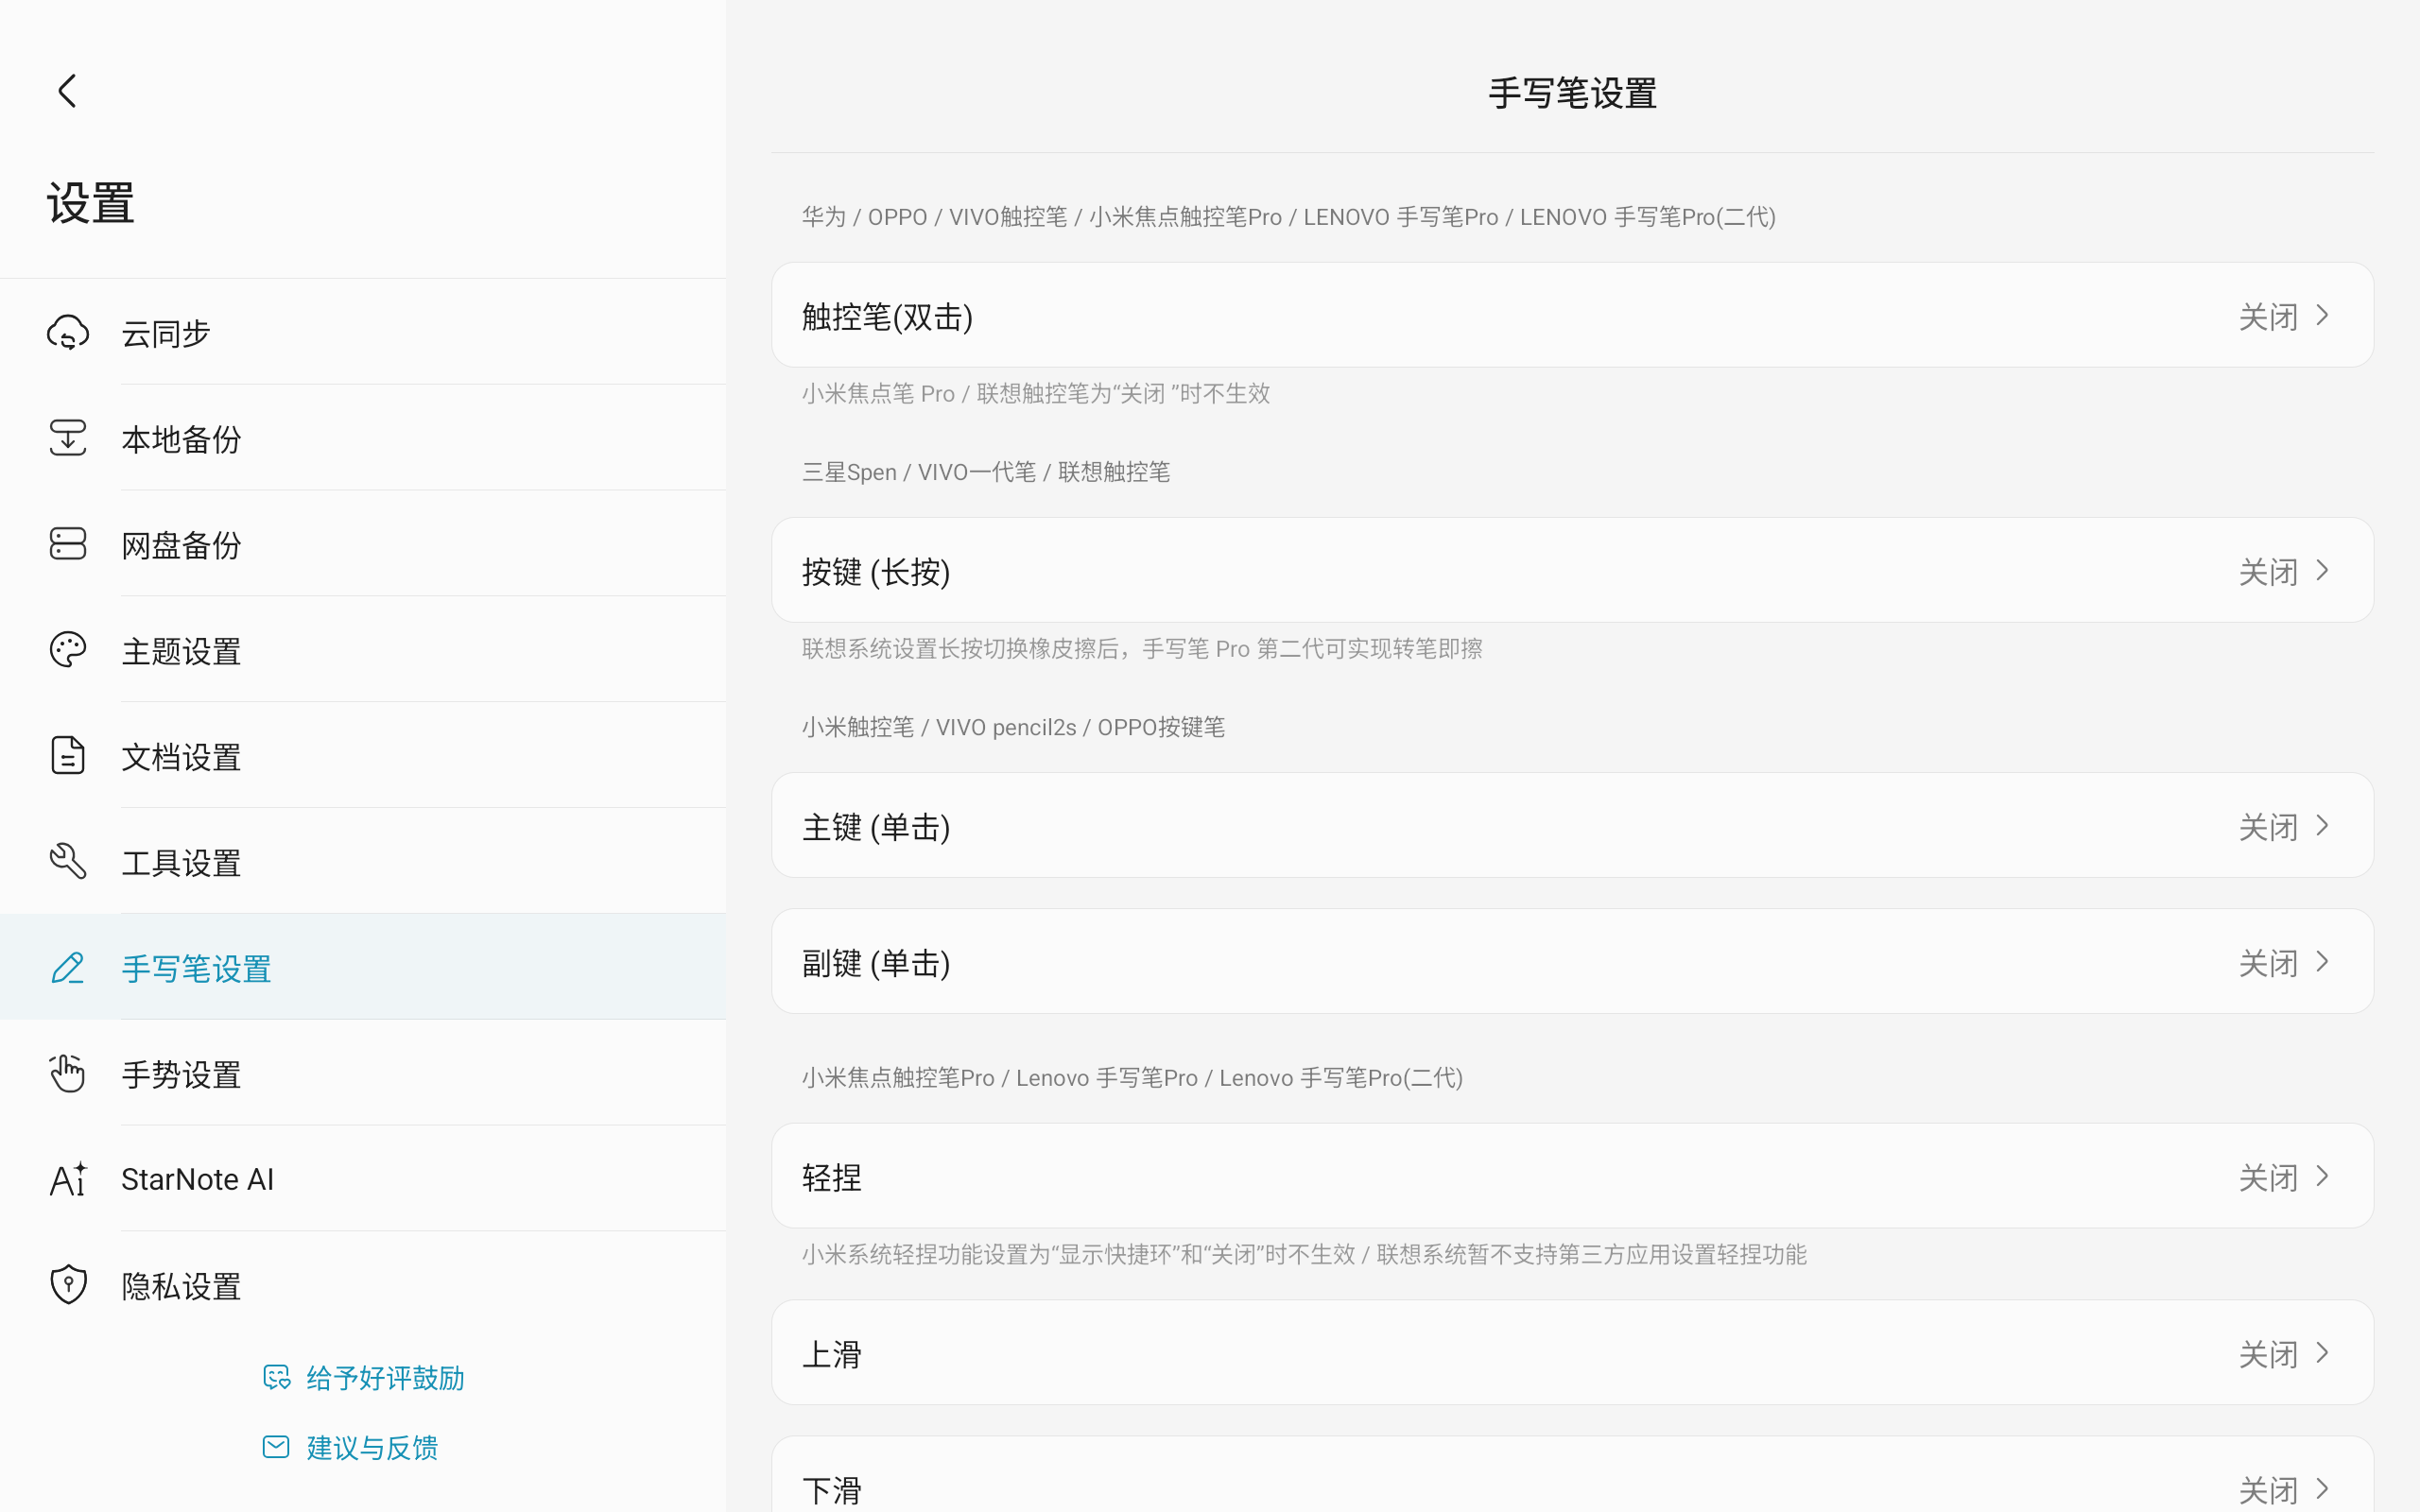 设置
云同步
本地备份
网盘备份
主题设置
文档设置
工具设置
手写笔设置
手势设置
StarNote AI
隐私设置
给予好评鼓励
建议与反馈
手写笔设置
华为 / OPPO / VIVO触控笔 / 小米焦点触控笔Pro / LENOVO 手写笔Pro / LENOVO 手写笔Pro(二代)
触控笔(双击) 关闭
小米焦点笔 Pro / 联想触控笔为“关闭 ”时不生效
三星Spen / VIVO一代笔 / 联想触控笔
按键 (长按) 关闭
联想系统设置长按切换橡皮擦后，手写笔 Pro 第二代可实现转笔即擦
小米触控笔 / VIVO pencil2s / OPPO按键笔
主键 (单击) 关闭
副键 (单击) 关闭
小米焦点触控笔Pro / Lenovo 手写笔Pro / Lenovo 手写笔Pro(二代)
轻捏 关闭
小米系统轻捏功能设置为“显示快捷环”和“关闭”时不生效 / 联想系统暂不支持第三方应用设置轻捏功能
上滑 关闭
下滑 关闭